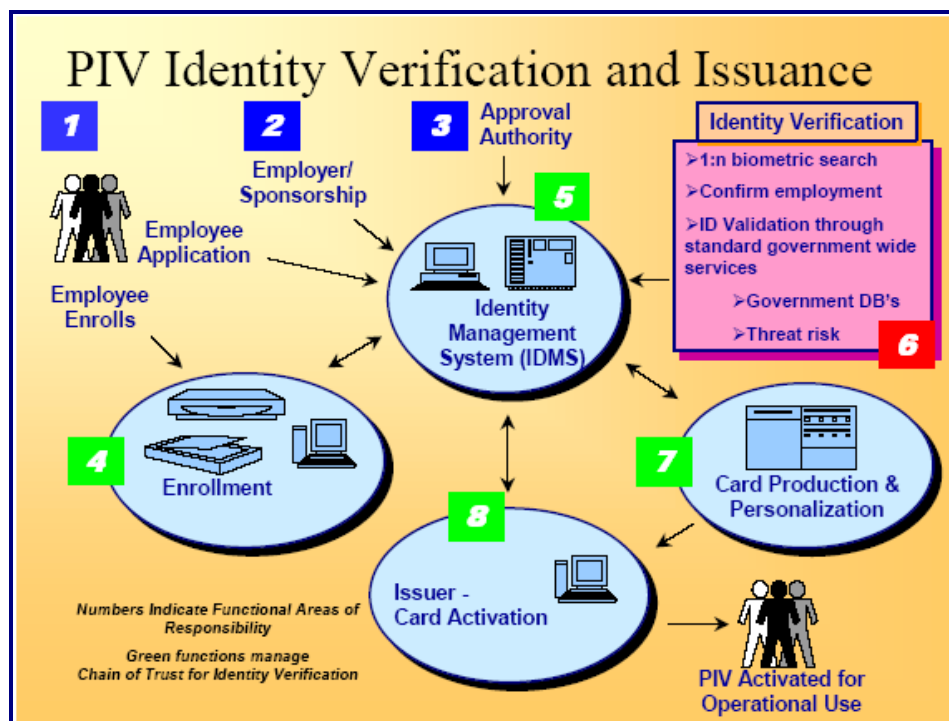 PIV Identity Verification and Issuance
1
2
3
Approval
Authority
Employer/
Sponsorship
Employee
Application
Employee
Enrolls
Identity Verification
➢1:n biometric search
➢Confirm employment
➢ID Validation through
standard government wide
services
➢Government DB's
➢Threat risk
6
5
Identity
Management
System (IDMS)
4
Enrollment
7
Card Production &
Personalization
8
Issuer -
Card Activation
Numbers Indicate Functional Areas of
Responsibility
Green functions manage
Chain of Trust for Identity Verification
PIV Activated for
Operational Use